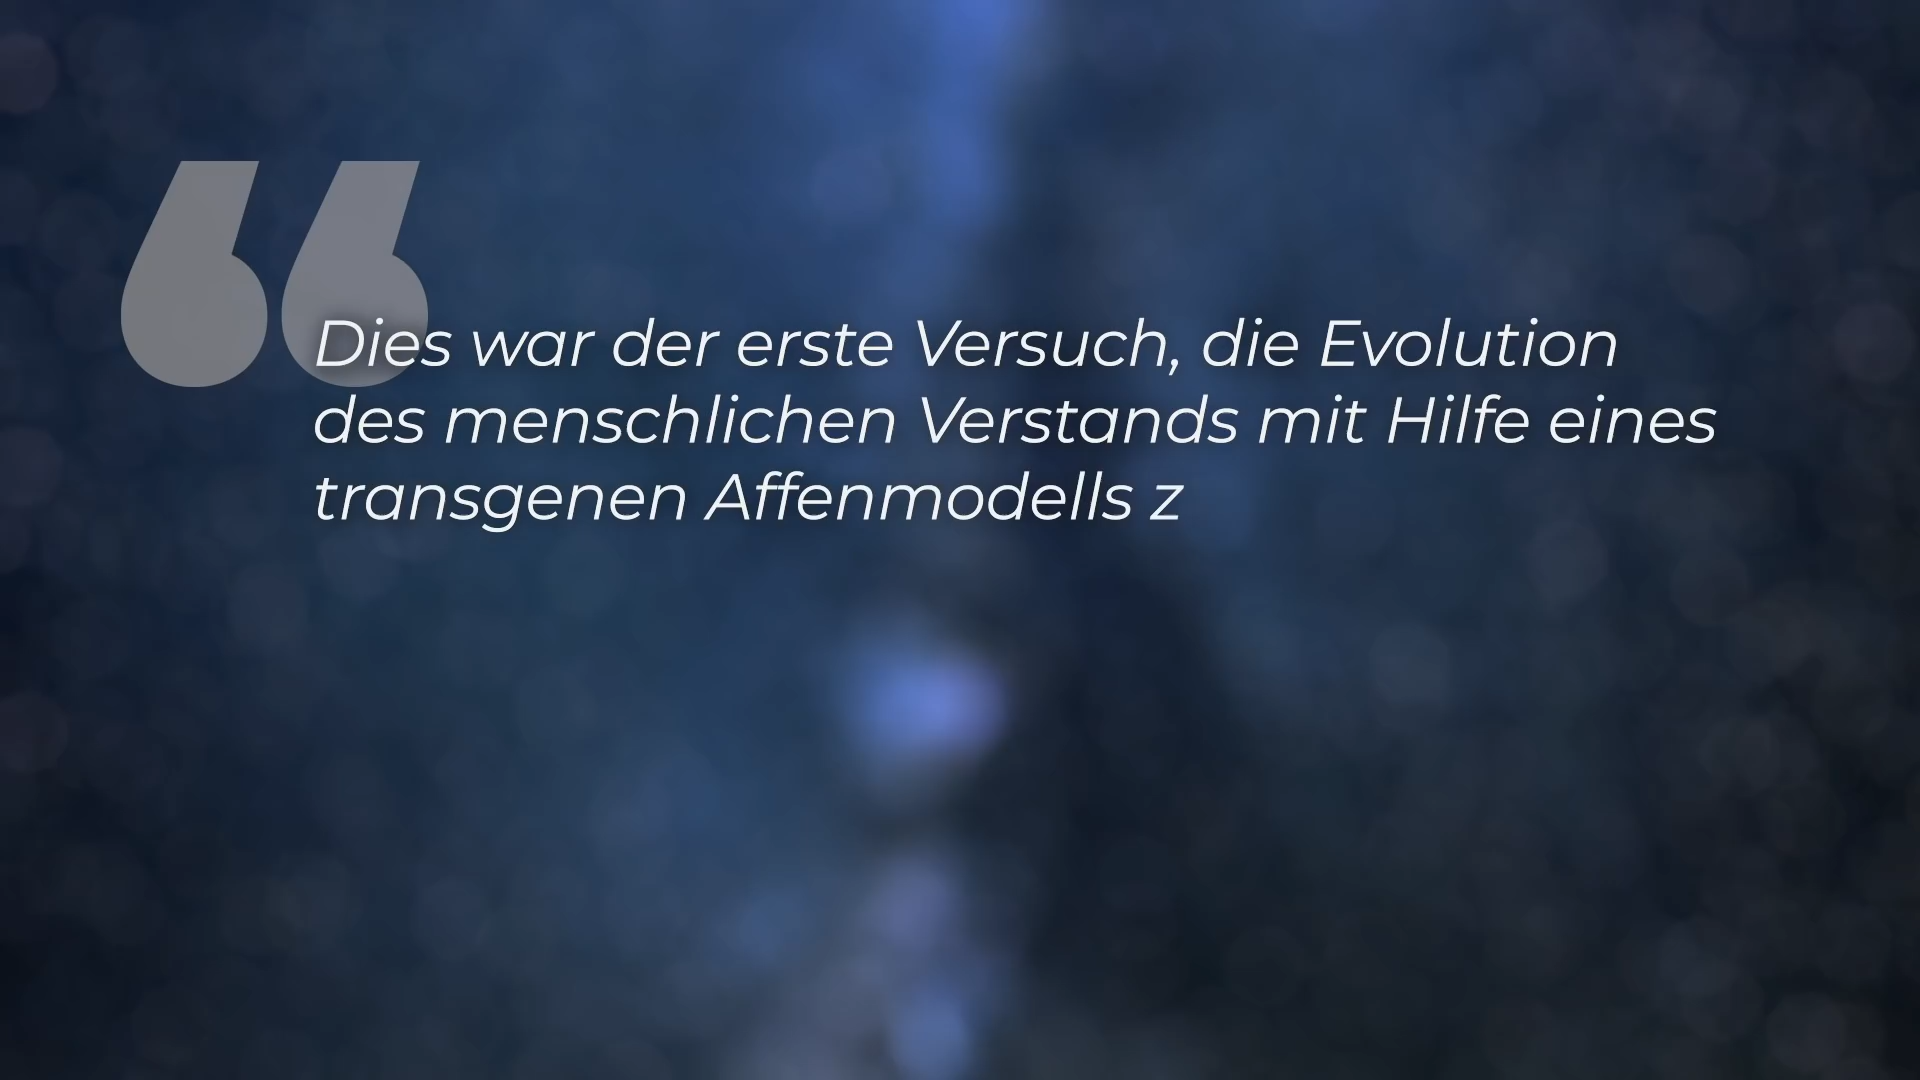 Dies war der erste Versuch, die Evolution
des menschlichen Verstands mit Hilfe eines
transgenen Affenmodells z